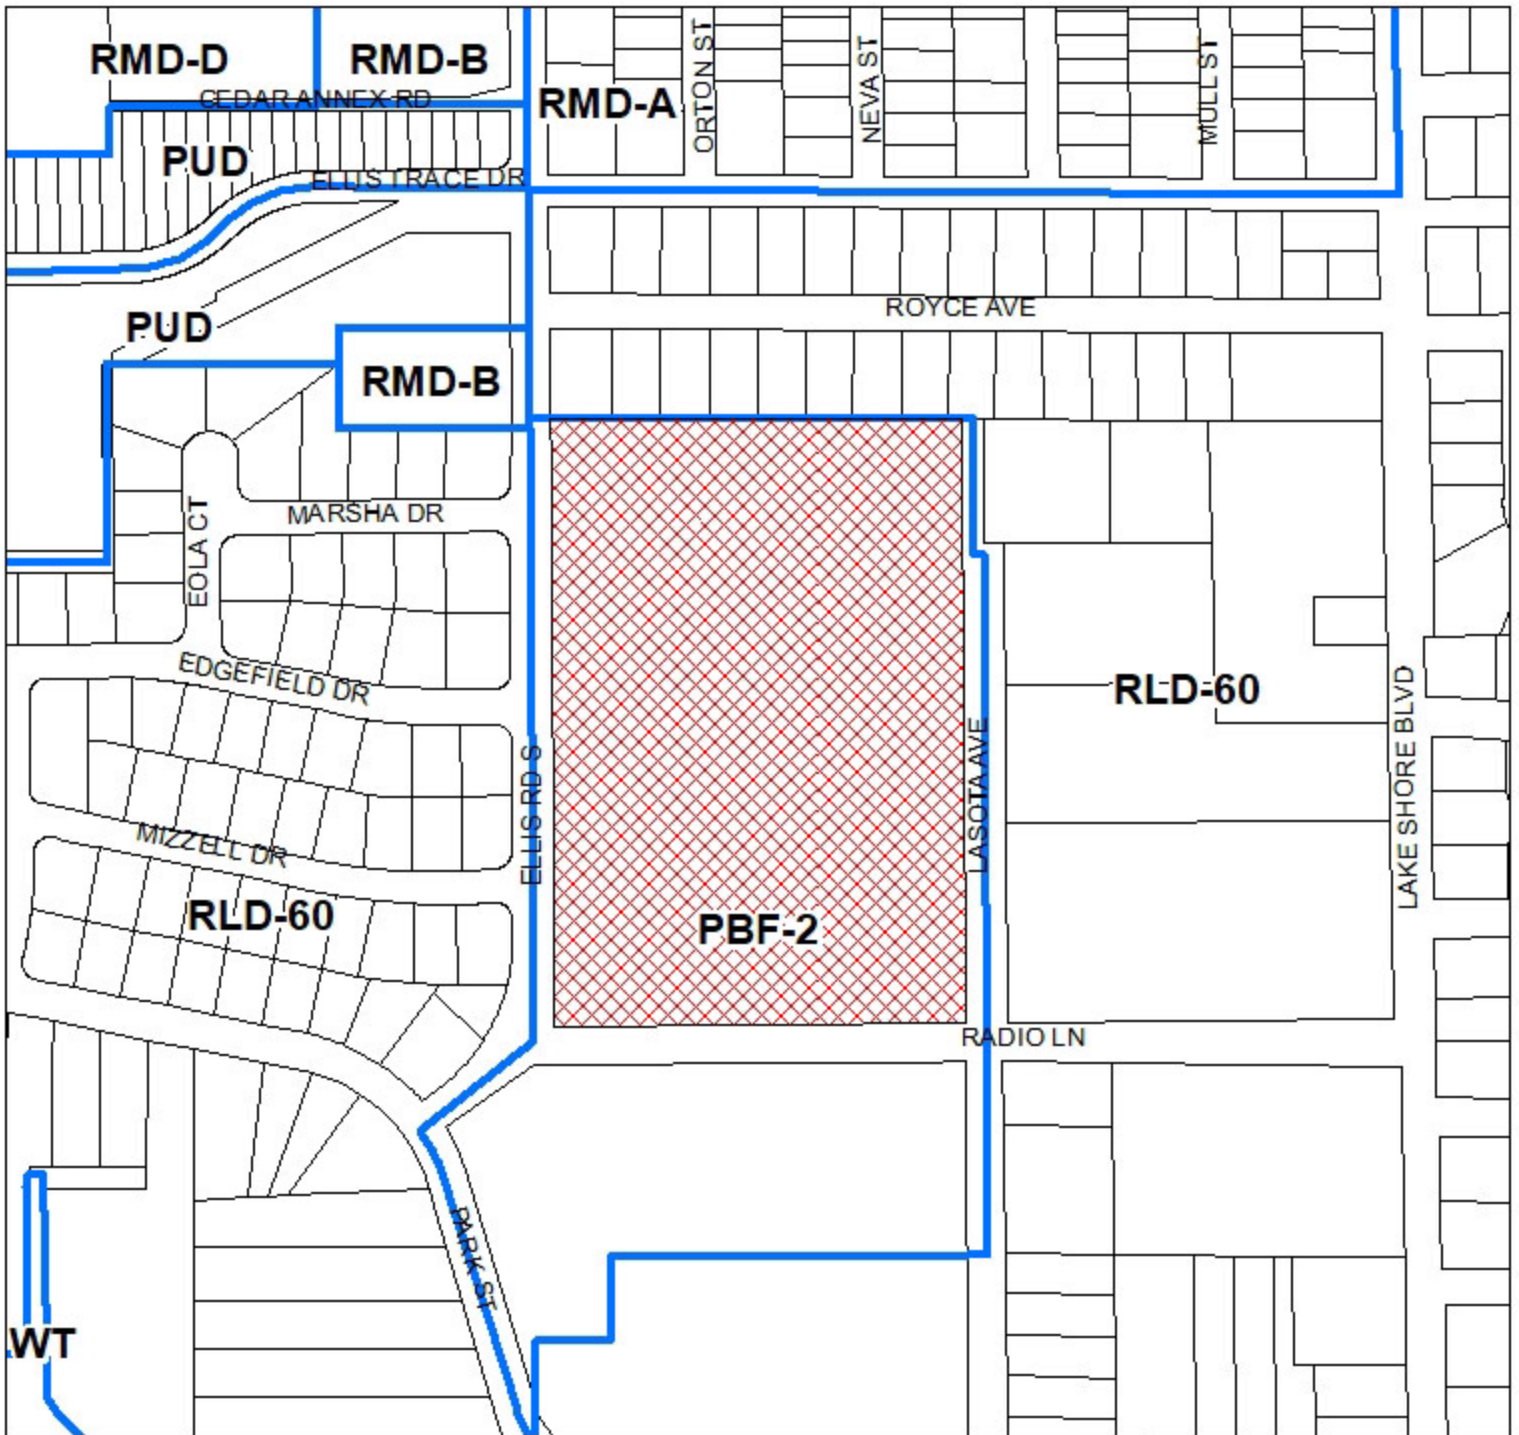 RMD-D
RMD-B
CEDAR ANNEX RD
RMD-A
ORTON ST
NEVA ST
MULL ST
PUD
ELLIS TRACE DR
ROYCE AVE
PUD
RMD-B
MARSHA DR
EOLA CT
EDGEFIELD DR
RLD-60
LAKE SHORE BLVD
ELLIS RD S
LASOTA AVE
MIZZELL DR
RLD-60
PBF-2
RADIO LN
PARK ST
WT